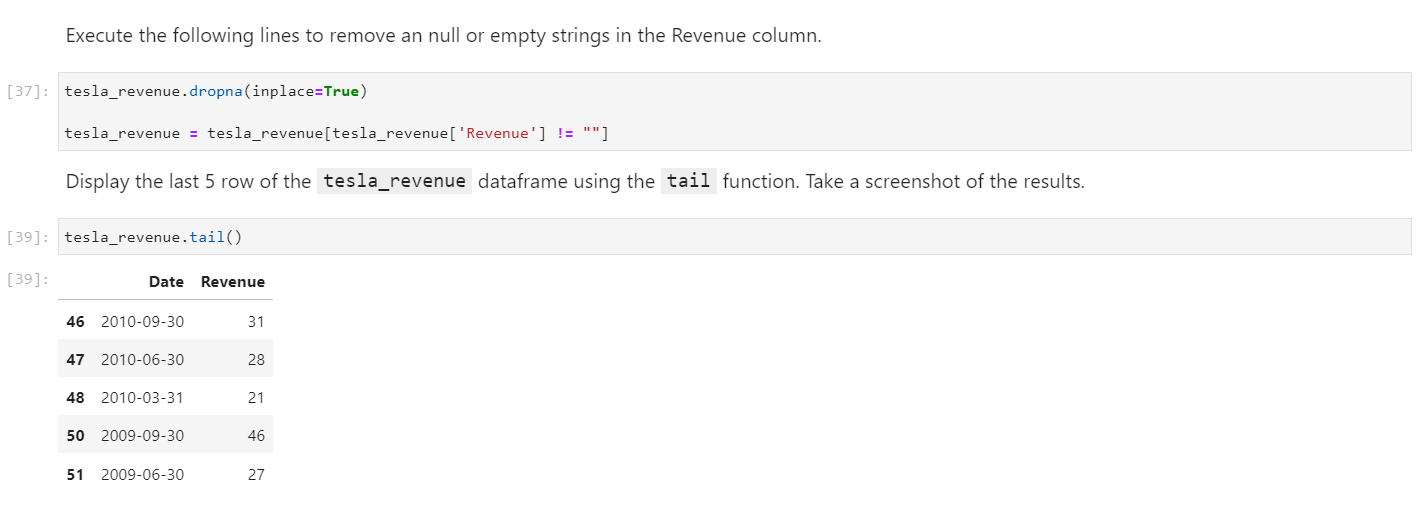 Execute the following lines to remove an null or empty strings in the Revenue column.
[37]: tesla_revenue.dropna(inplace=True)
tesla_revenue = tesla_revenue[tesla_revenue['Revenue'] != ""]
Display the last 5 row of the tesla_revenue dataframe using the tail function. Take a screenshot of the results.
[39]: tesla_revenue.tail()
[39]: Date Revenue
46 2010-09-30 31
47 2010-06-30 28
48 2010-03-31 21
50 2009-09-30 46
51 2009-06-30 27